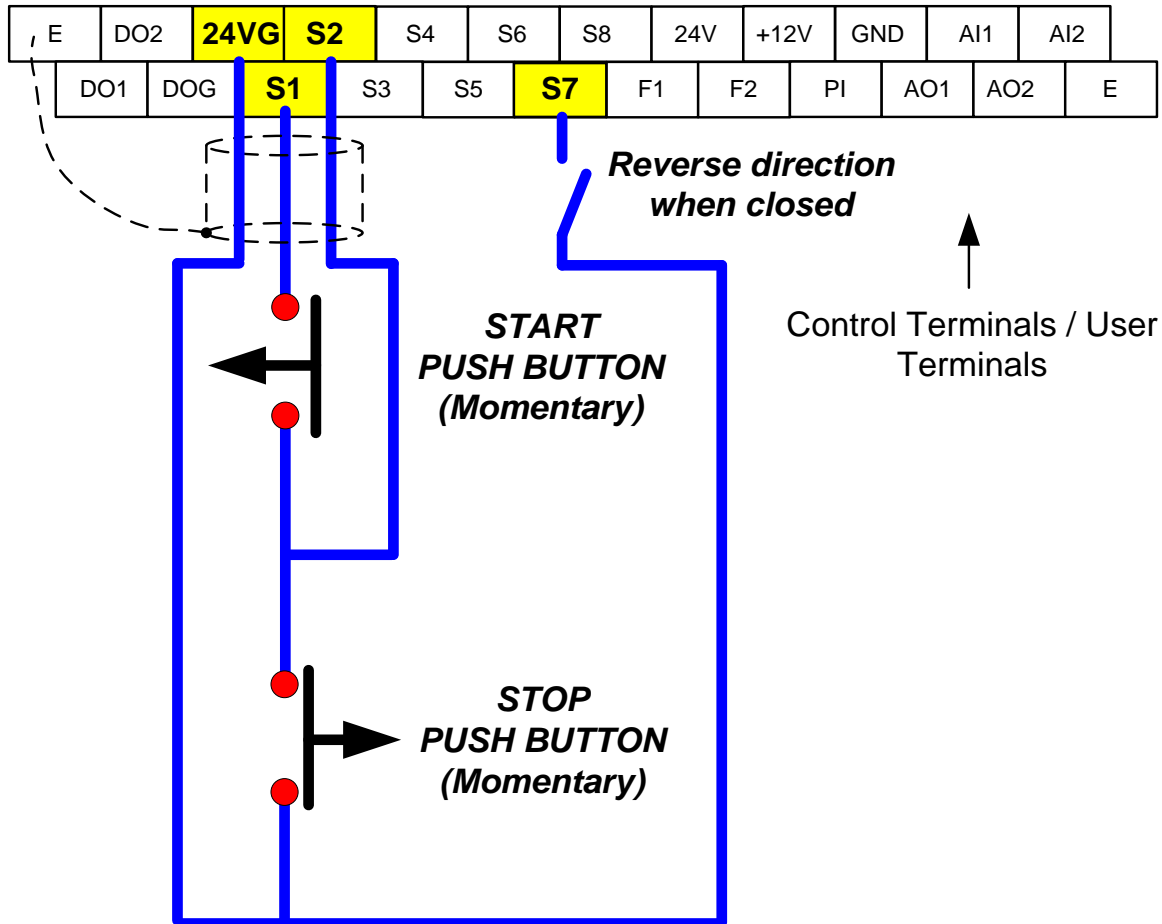 E DO2 24VG S2 S4 S6 S8 24V +12V GND AI1 AI2
DO1 DOG S1 S3 S5 S7 F1 F2 PI AO1 AO2 E
Reverse direction
when closed
START
PUSH BUTTON
(Momentary)
Control Terminals / User
Terminals
STOP
PUSH BUTTON
(Momentary)